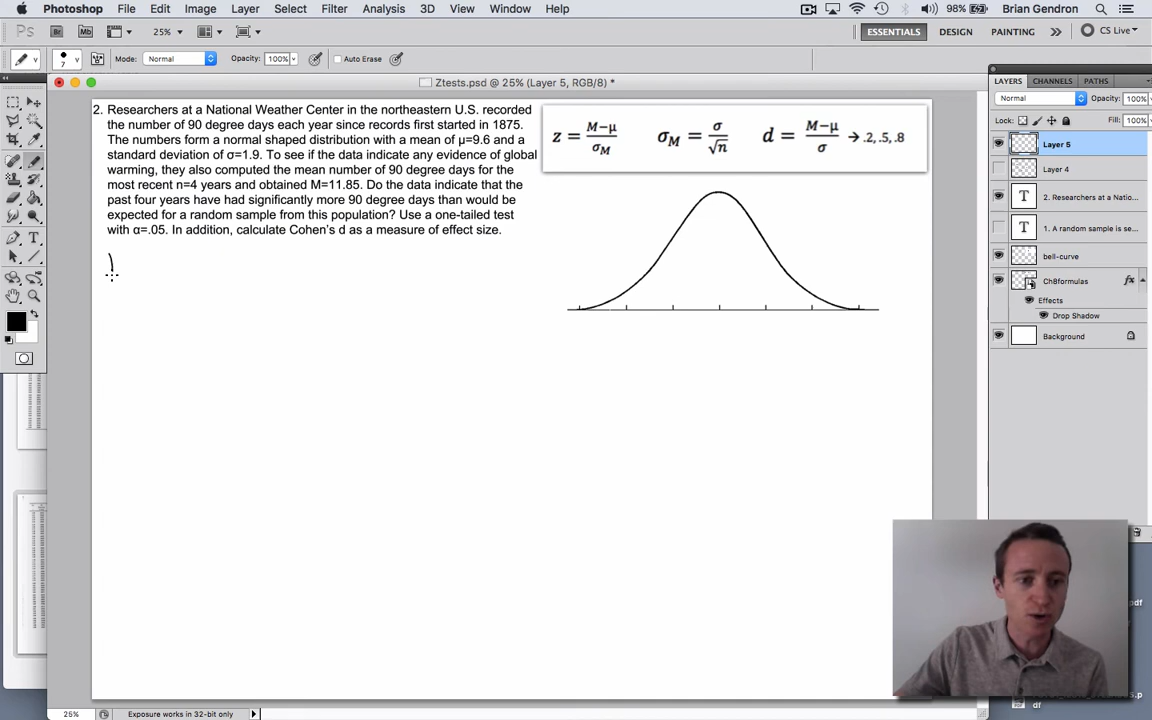 Photoshop File Edit Image Layer Select Filter Analysis 3D View Window Help 98% Brian Gendron
Ps Br Mb 25% ESSENTIALS DESIGN PAINTING CS Live
7 Mode: Normal Opacity: 100% Auto Erase
Ztests.psd @ 25% (Layer 5, RGB/8) *
2. Researchers at a National Weather Center in the northeastern U.S. recorded
the number of 90 degree days each year since records first started in 1875.
The numbers form a normal shaped distribution with a mean of μ=9.6 and a
standard deviation of σ=1.9. To see if the data indicate any evidence of global
warming, they also computed the mean number of 90 degree days for the
most recent n=4 years and obtained M=11.85. Do the data indicate that the
past four years have had significantly more 90 degree days than would be
expected for a random sample from this population? Use a one-tailed test
with α=.05. In addition, calculate Cohen's d as a measure of effect size.
z = M−μ / σM σM = σ / √n d = M−μ / σ → .2, .5, .8
LAYERS CHANNELS PATHS
Normal Opacity: 100%
Lock: Fill: 100%
Layer 5
Layer 4
T 2. Researchers at a Natio...
T 1. A random sample is se...
bell-curve
Ch8formulas fx
Effects
Drop Shadow
Background
25% Exposure works in 32-bit only